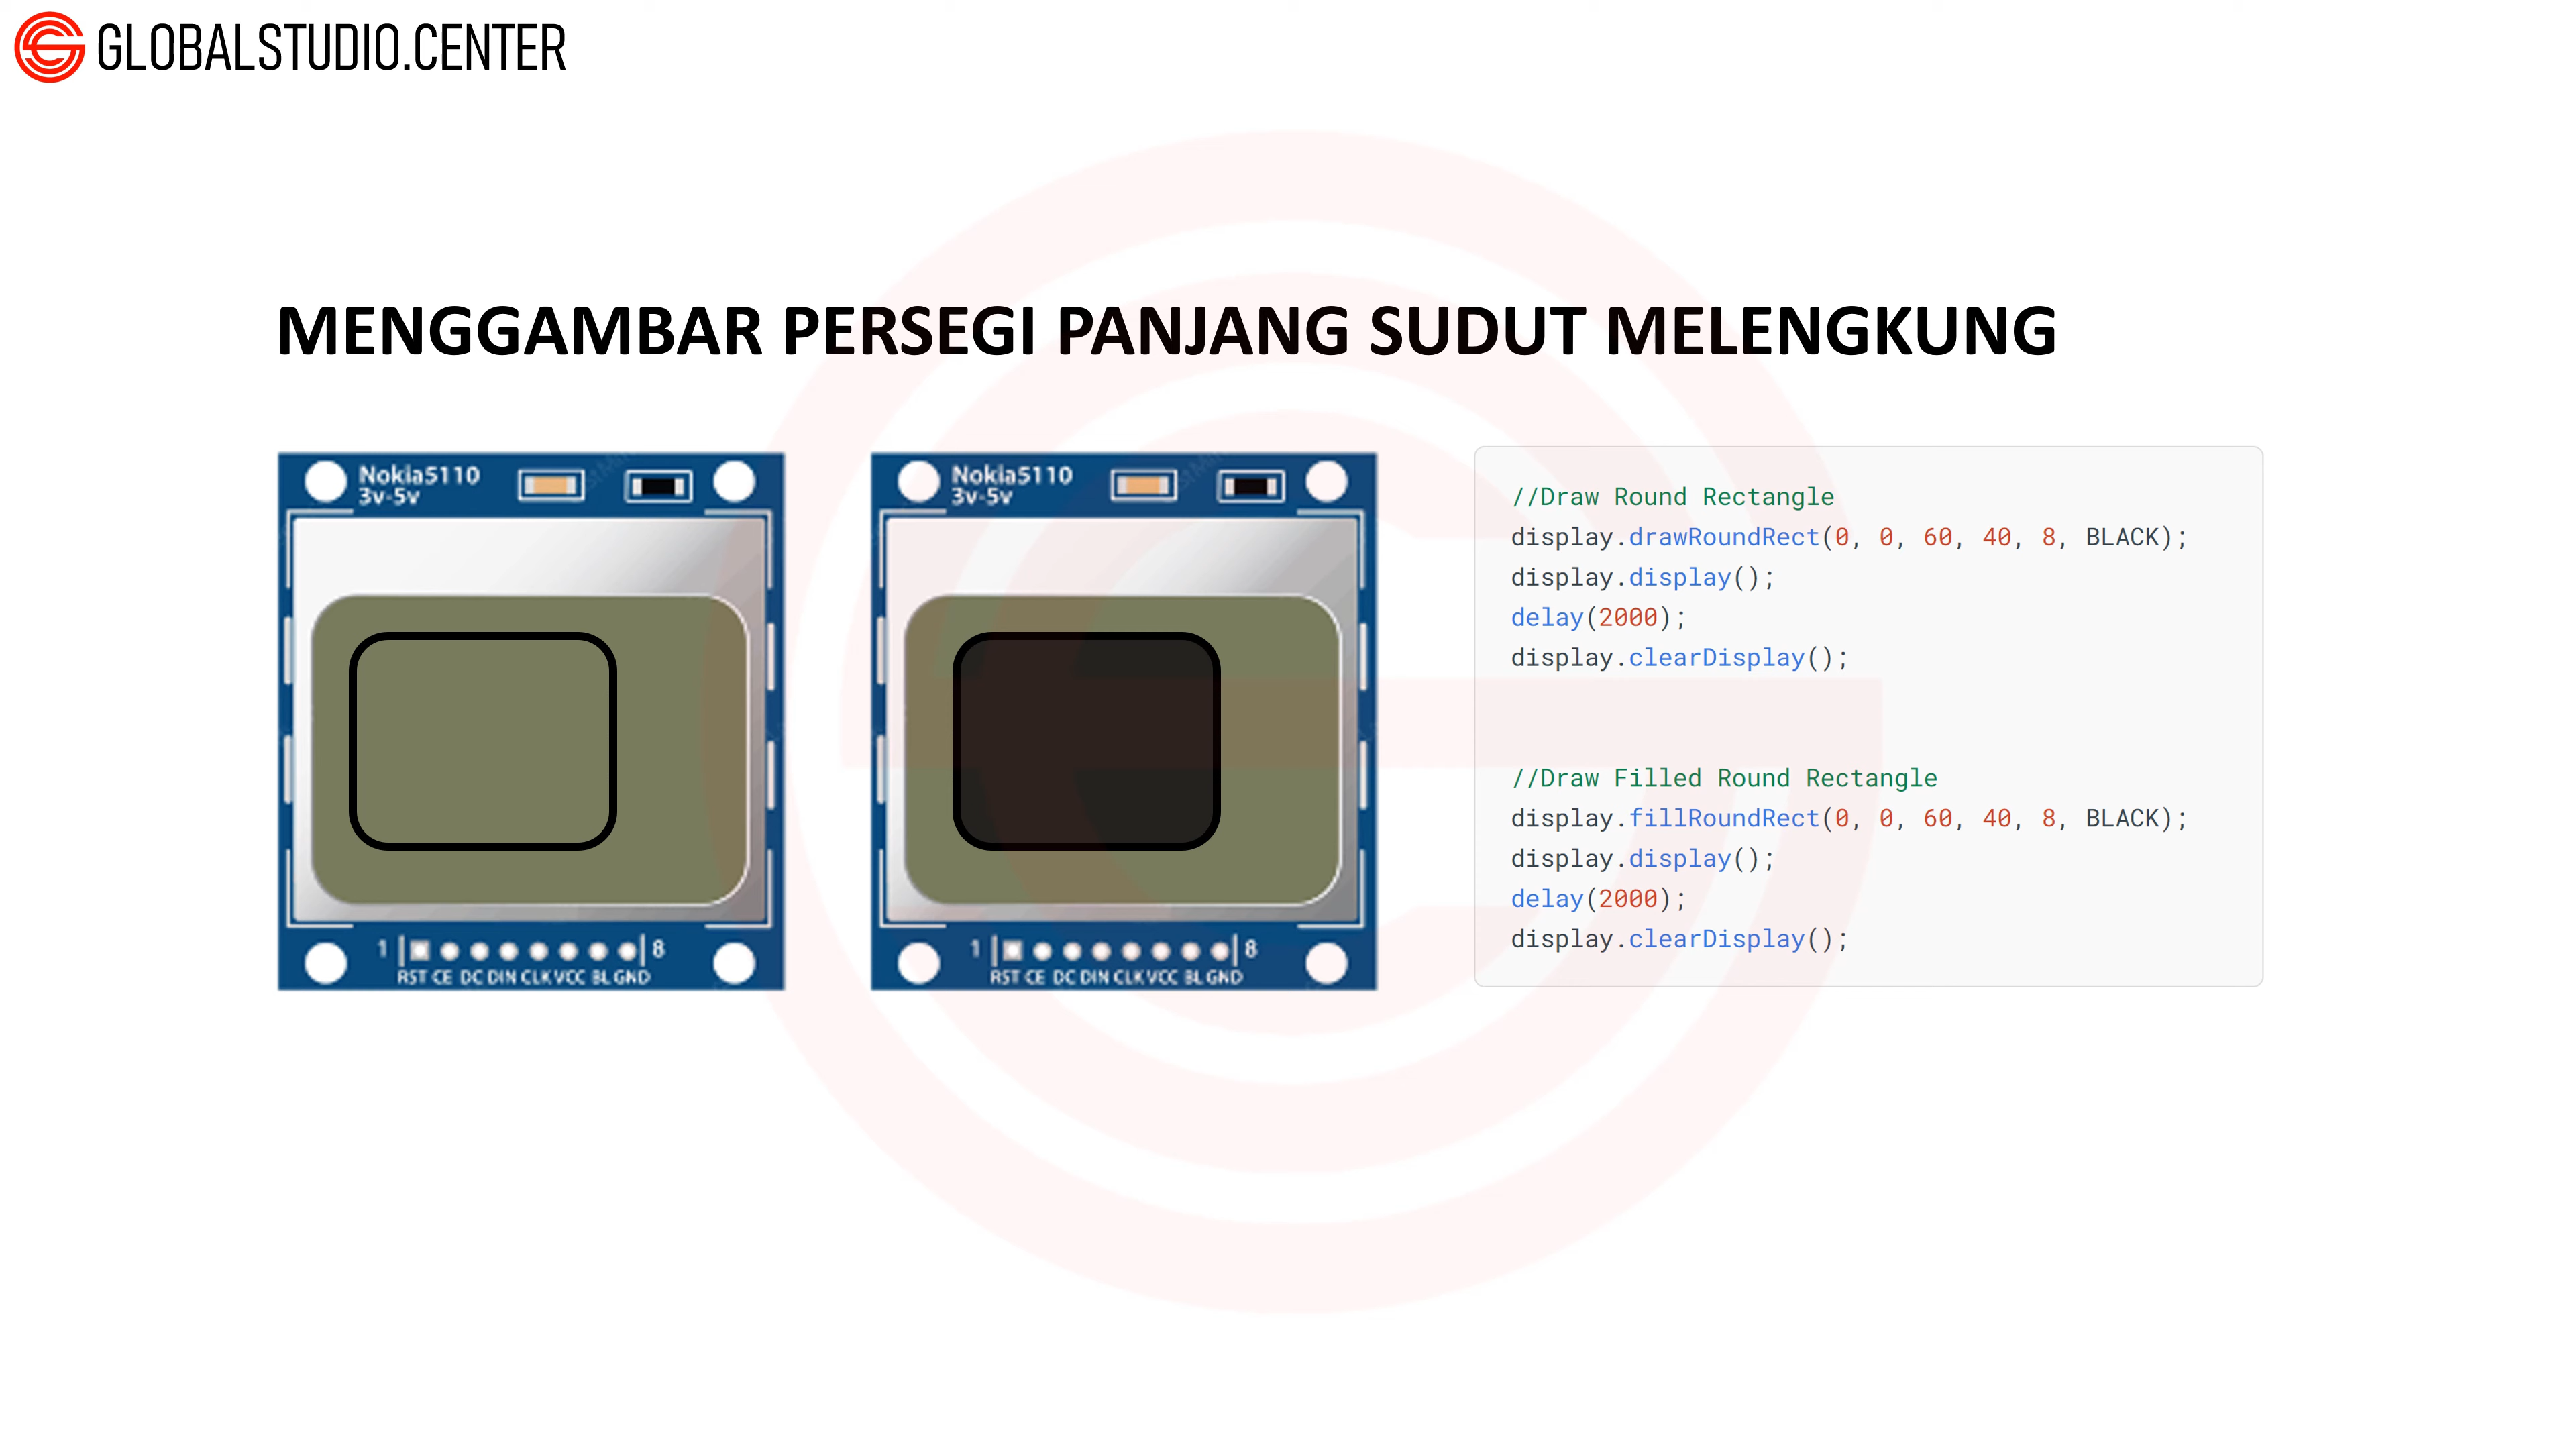 GLOBALSTUDIO.CENTER
MENGGAMBAR PERSEGI PANJANG SUDUT MELENGKUNG
Nokia5110
3v-5v
1 8
RST CE DC DIN CLK VCC BL GND
Nokia5110
3v-5v
1 8
RST CE DC DIN CLK VCC BL GND
//Draw Round Rectangle
display.drawRoundRect(0, 0, 60, 40, 8, BLACK);
display.display();
delay(2000);
display.clearDisplay();
//Draw Filled Round Rectangle
display.fillRoundRect(0, 0, 60, 40, 8, BLACK);
display.display();
delay(2000);
display.clearDisplay();